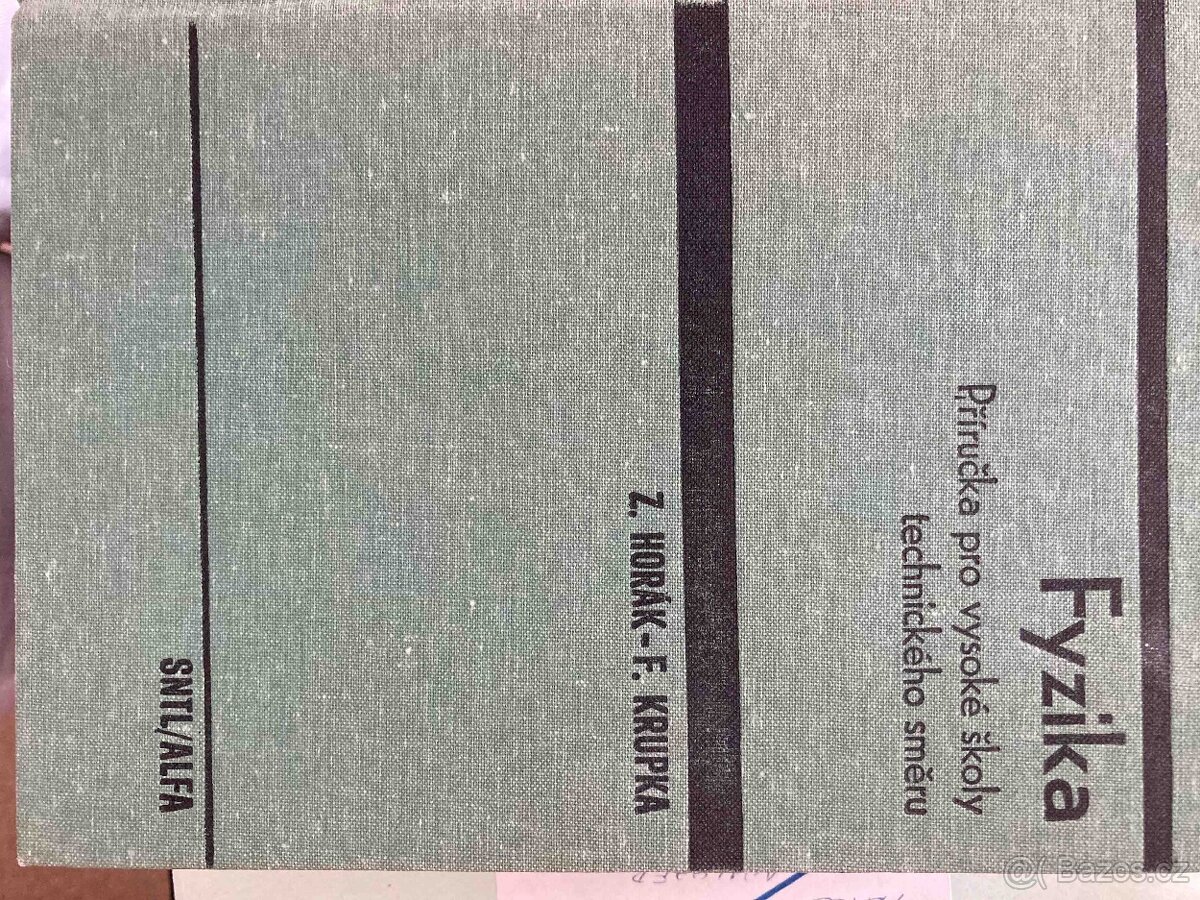 Fyzika
Příručka pro vysoké školy
technického směru
Z. HORÁK - F. KRUPKA
SNTL/ALFA
Bazos.cz